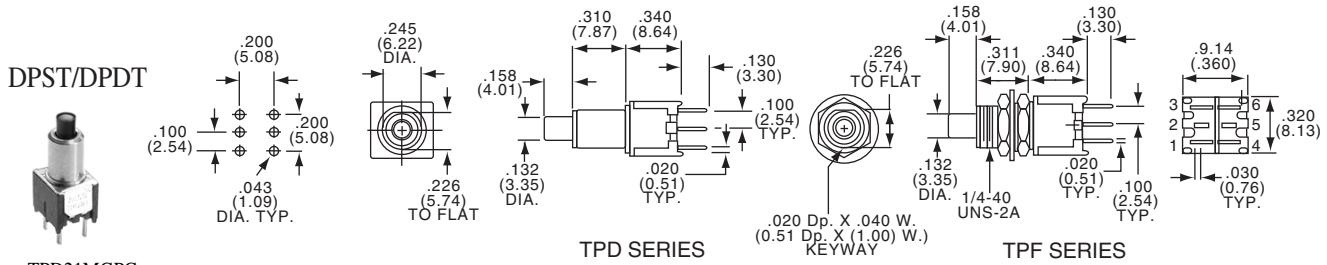 DPST/DPDT
.200
(5.08)
.100
(2.54)
.200
(5.08)
.043
(1.09)
DIA. TYP.
.245
(6.22)
DIA.
.226
(5.74)
TO FLAT
.310
(7.87)
.340
(8.64)
.158
(4.01)
.130
(3.30)
.100
(2.54)
TYP.
.132
(3.35)
DIA.
.020
(0.51)
TYP.
TPD SERIES
.226
(5.74)
TO FLAT
.020 Dp. X .040 W.
(0.51 Dp. X (1.00) W.)
KEYWAY
.158
(4.01)
.311
(7.90)
.340
(8.64)
.130
(3.30)
.132
(3.35)
DIA.
1/4-40
UNS-2A
.020
(0.51)
TYP.
.100
(2.54)
TYP.
TPF SERIES
.9.14
(.360)
3 6
2 5
1 4
.320
(8.13)
.030
(0.76)
TYP.